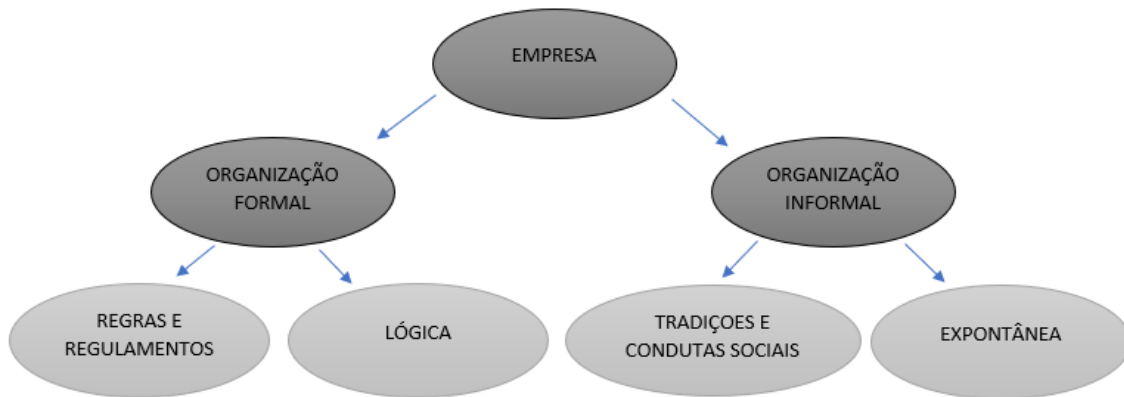 EMPRESA
ORGANIZAÇÃO
FORMAL
ORGANIZAÇÃO
INFORMAL
REGRAS E
REGULAMENTOS
LÓGICA
TRADIÇOES E
CONDUTAS SOCIAIS
EXPONTÂNEA